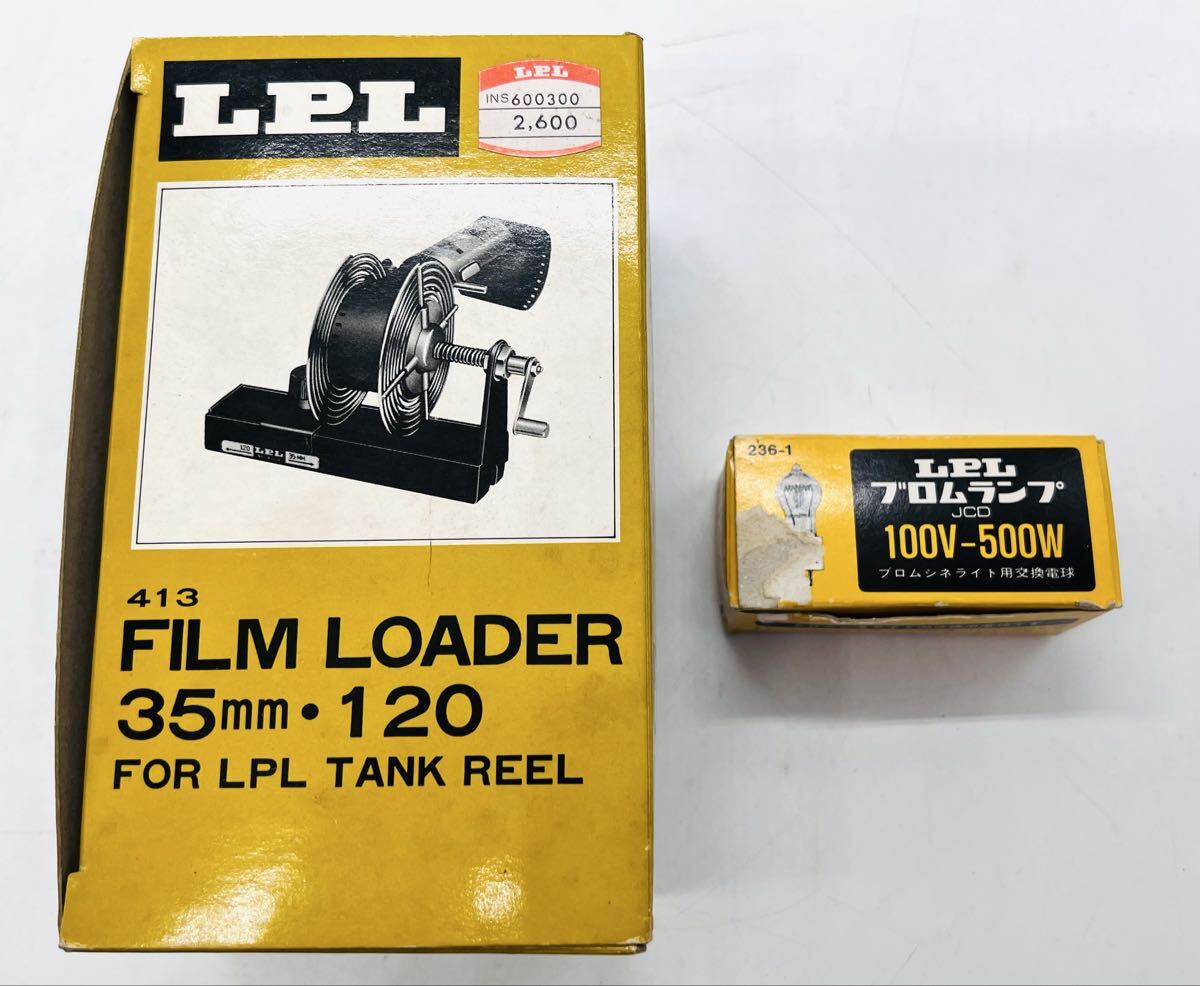 LPL
LPL
INS600300
2,600
120 LPL 35MM
413
FILM LOADER
35mm・120
FOR LPL TANK REEL
236-1
LPL
ブロムランプ
JCD
100V-500W
ブロムシネライト用交換電球